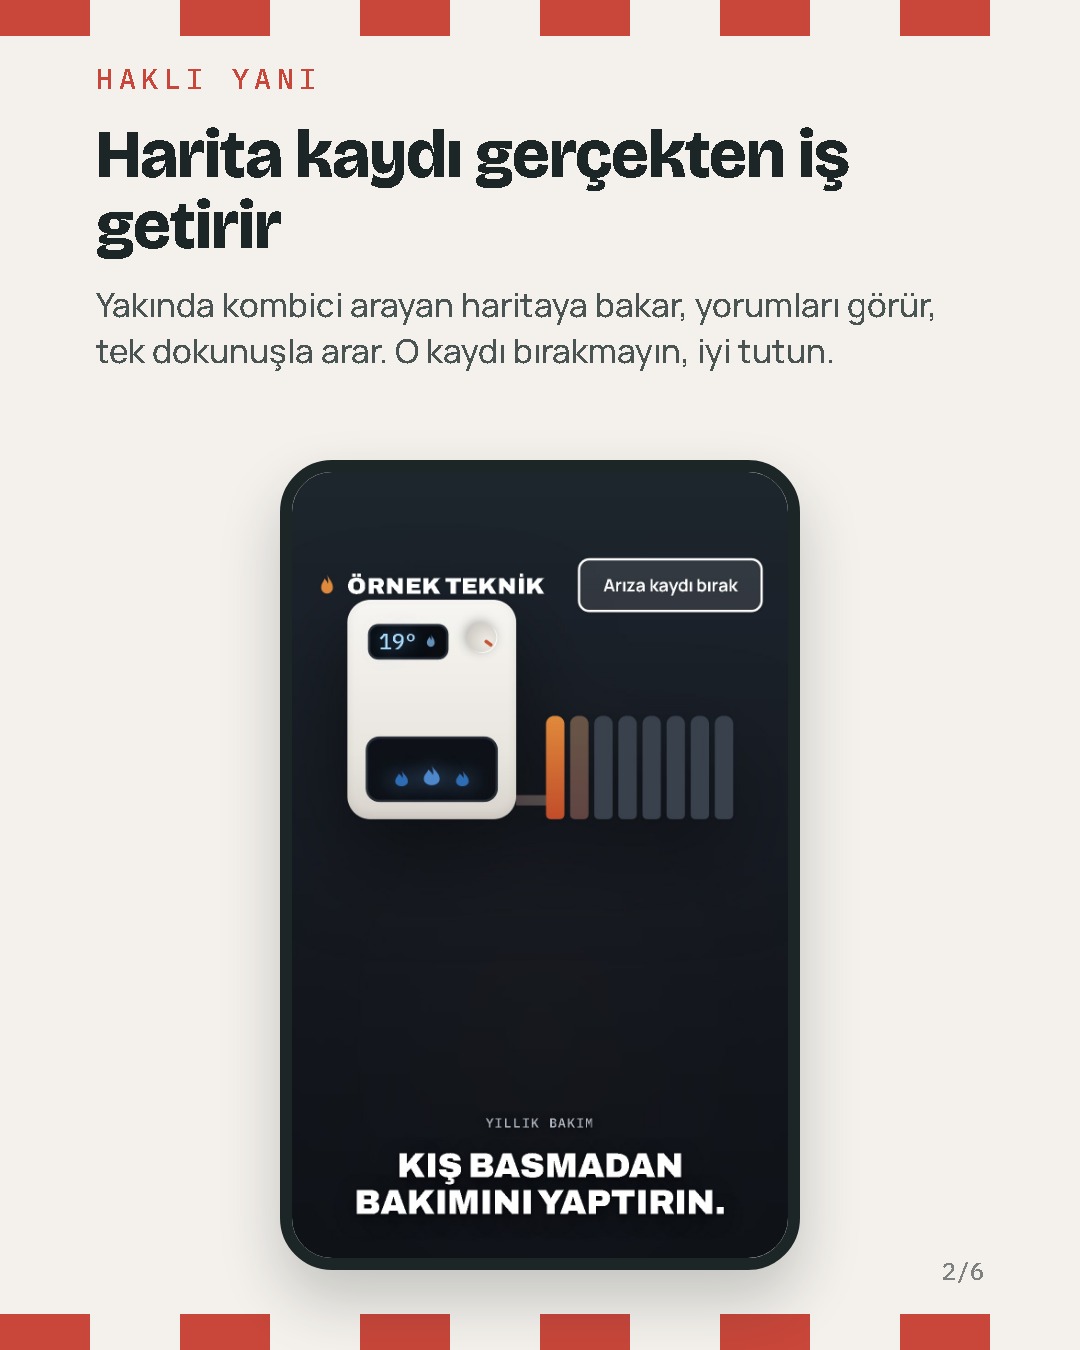 HAKLI YANI
Harita kaydı gerçekten iş
getirir
Yakında kombici arayan haritaya bakar, yorumları görür,
tek dokunuşla arar. O kaydı bırakmayın, iyi tutun.
ÖRNEK TEKNİK
Arıza kaydı bırak
19°
YILLIK BAKIM
KIŞ BASMADAN
BAKIMINI YAPTIRIN.
2/6